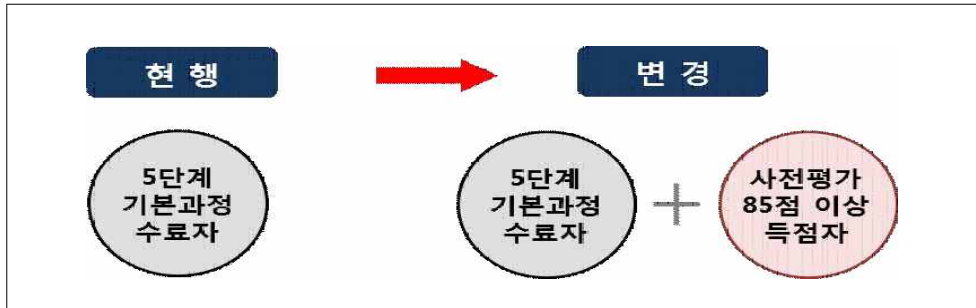 현 행
변 경
5단계
기본과정
수료자
5단계
기본과정
수료자
사전평가
85점 이상
득점자